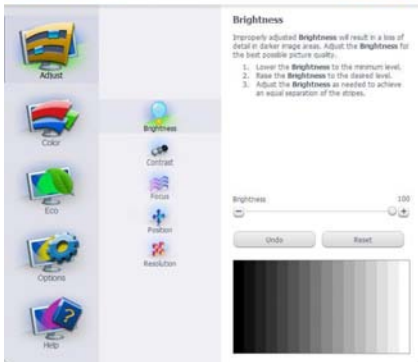 Adjust
Color
Eco
Options
Help
Brightness
Contrast
Focus
Position
Resolution
Brightness
Improperly adjusted Brightness will result in a loss of
detail in darker image areas. Adjust the Brightness for
the best possible picture quality.
1. Lower the Brightness to the minimum level.
2. Raise the Brightness to the desired level.
3. Adjust the Brightness as needed to achieve
an equal separation of the stripes.
Brightness 100
Undo Reset